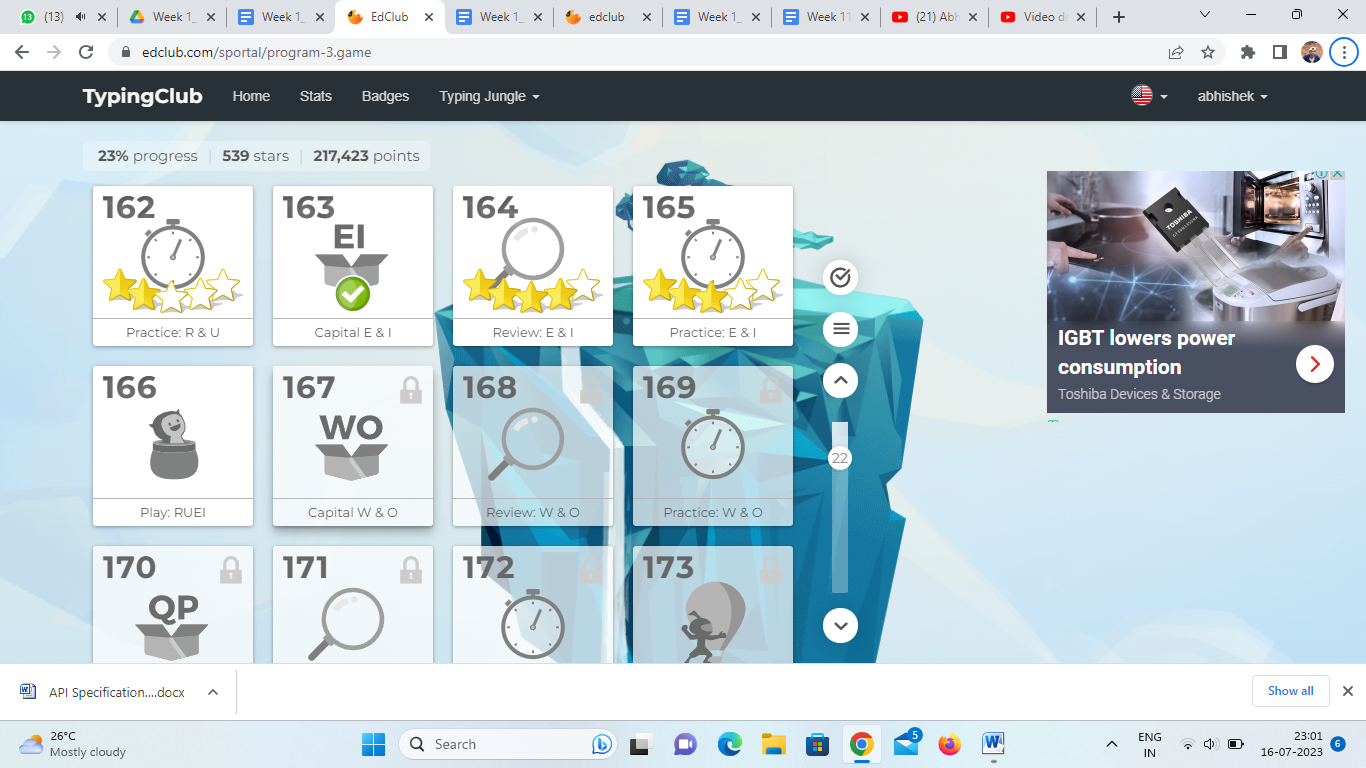 (13)
Week 1_
Week 1_
EdClub
Week 1_
edclub
Week 1_
Week 11
(21) Abh
Video d
edclub.com/sportal/program-3.game
TypingClub Home Stats Badges Typing Jungle abhishek
23% progress | 539 stars | 217,423 points
162 163 164 165
EI
Practice: R & U Capital E & I Review: E & I Practice: E & I
TOSHIBA
IGBT lowers power
consumption
Toshiba Devices & Storage
166 167 168 169
WO
22
Play: RUEI Capital W & O Review: W & O Practice: W & O
170 171 172 173
QP
API Specification....docx
Show all
26°C
Mostly cloudy
Search
5
ENG
IN
23:01
16-07-2023
6